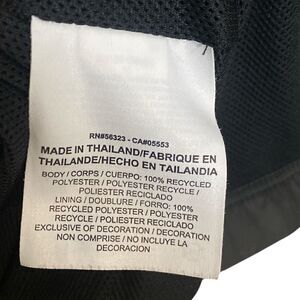 RN#56323 - CA#05553
MADE IN THAILAND/FABRIQUE EN
THAILANDE/HECHO EN TAILANDIA
BODY / CORPS / CUERPO: 100% RECYCLED
POLYESTER / POLYESTER RECYCLE /
POLIESTER RECICLADO
LINING / DOUBLURE / FORRO: 100%
RECYCLED POLYESTER / POLYESTER
RECYCLE / POLIESTER RECICLADO
EXCLUSIVE OF DECORATION / DECORATION
NON COMPRISE / NO INCLUYE LA
DECORACION